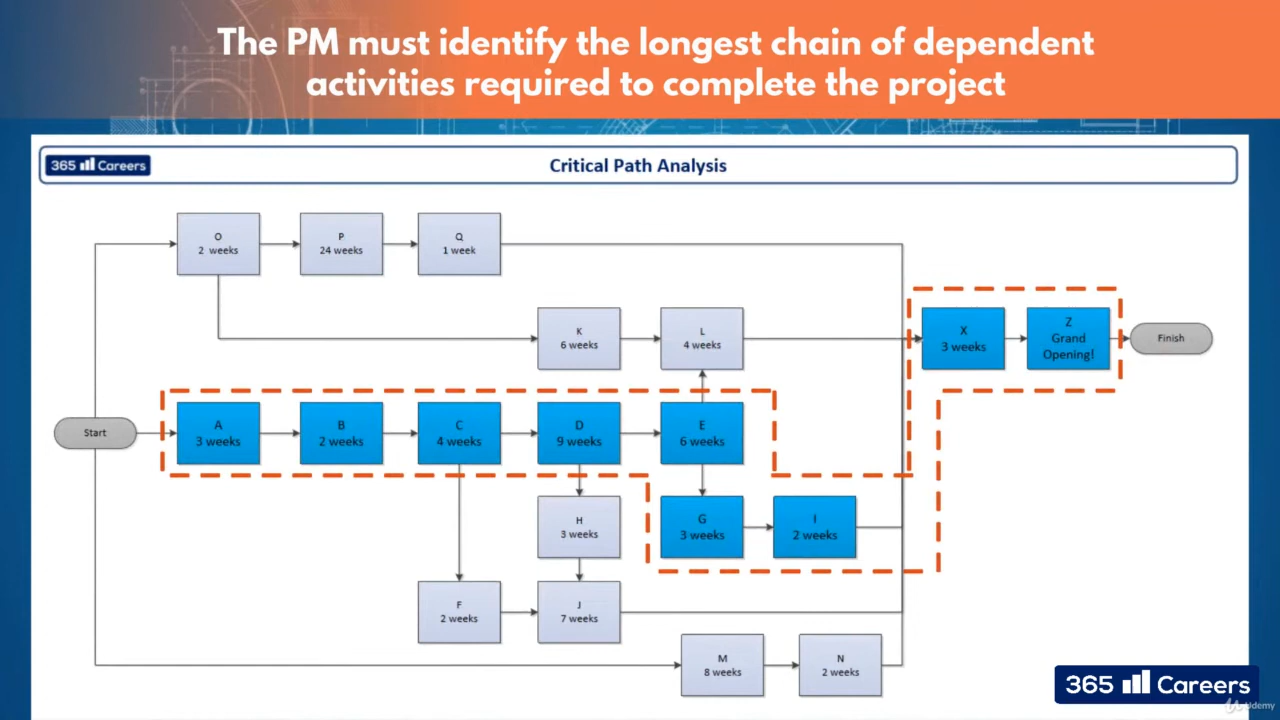 The PM must identify the longest chain of dependent
activities required to complete the project
365 Careers
Critical Path Analysis
O
2 weeks
P
24 weeks
Q
1 week
K
6 weeks
L
4 weeks
X
3 weeks
Z
Grand
Opening!
Finish
Start
A
3 weeks
B
2 weeks
C
4 weeks
D
9 weeks
E
6 weeks
H
3 weeks
G
3 weeks
I
2 weeks
F
2 weeks
J
7 weeks
M
8 weeks
N
2 weeks
365 Careers
Udemy